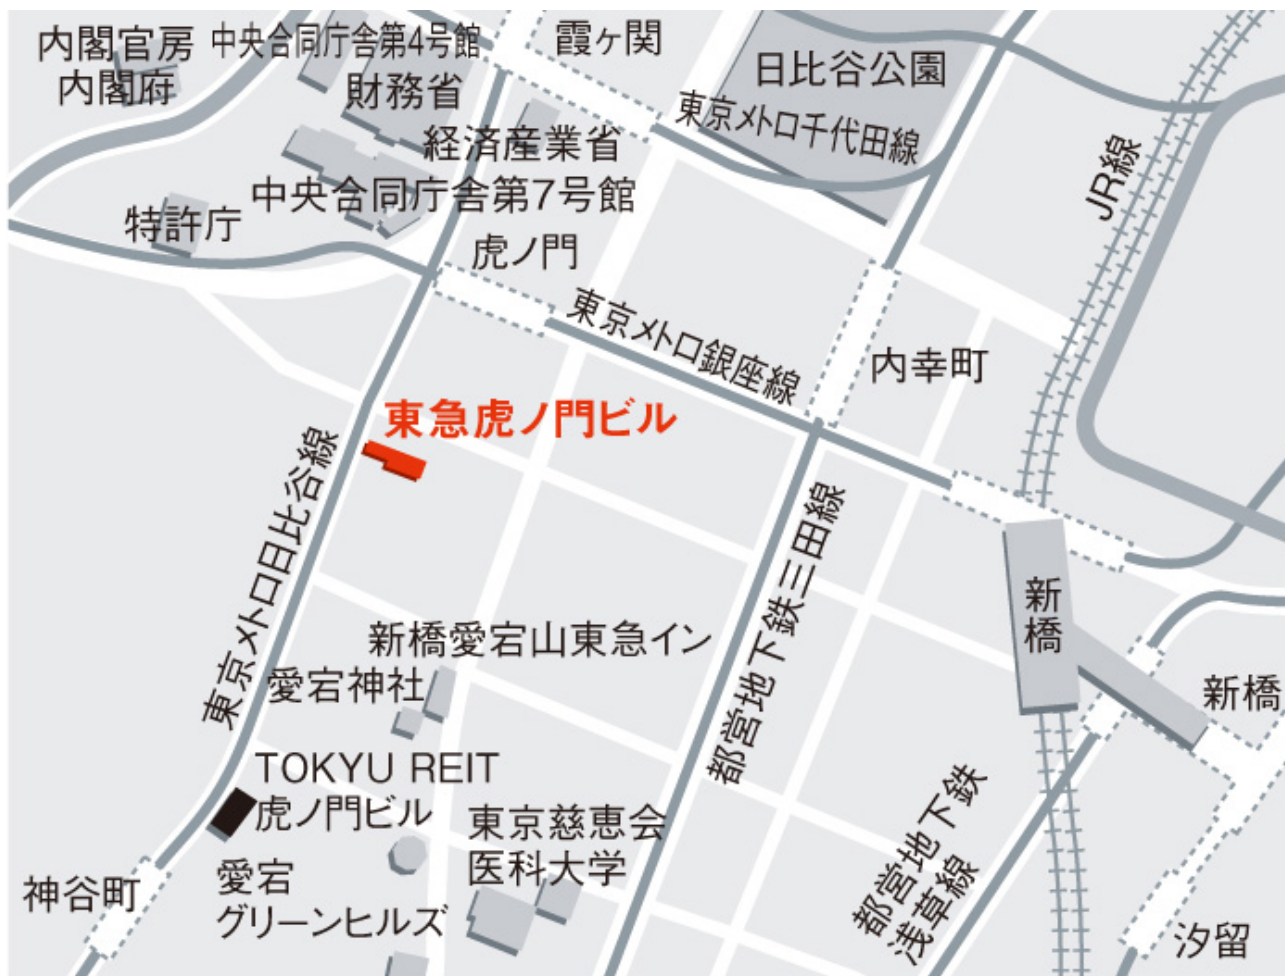 内閣官房
内閣府
中央合同庁舎第4号館
霞ヶ関
財務省
日比谷公園
東京メトロ千代田線
経済産業省
中央合同庁舎第7号館
特許庁
虎ノ門
JR線
東京メトロ銀座線
内幸町
東急虎ノ門ビル
東京メトロ日比谷線
都営地下鉄三田線
新橋
新橋愛宕山東急イン
愛宕神社
新橋
TOKYU REIT
虎ノ門ビル
東京慈恵会
医科大学
都営地下鉄
浅草線
神谷町
愛宕
グリーンヒルズ
汐留